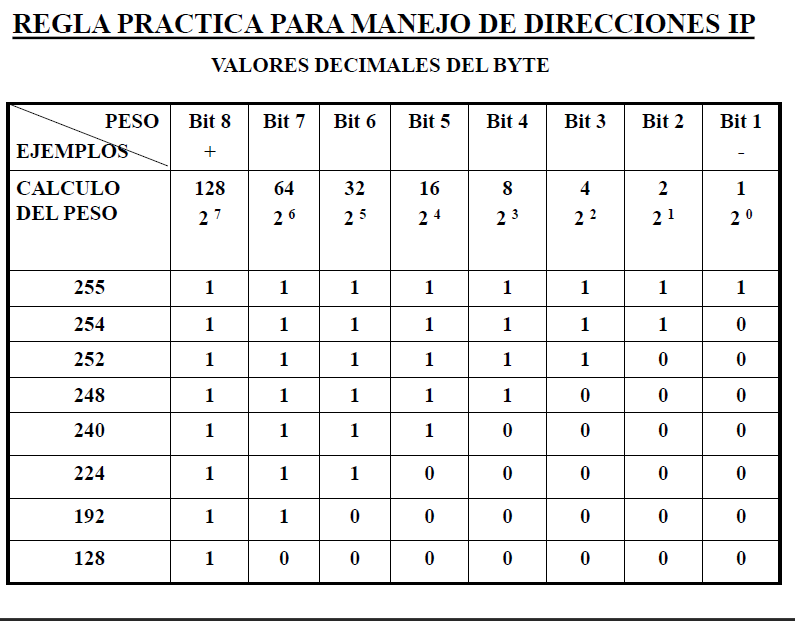 REGLA PRACTICA PARA MANEJO DE DIRECCIONES IP
VALORES DECIMALES DEL BYTE
PESO Bit 8 Bit 7 Bit 6 Bit 5 Bit 4 Bit 3 Bit 2 Bit 1
EJEMPLOS + -
CALCULO 128 64 32 16 8 4 2 1
DEL PESO 2 7 2 6 2 5 2 4 2 3 2 2 2 1 2 0
255 1 1 1 1 1 1 1 1
254 1 1 1 1 1 1 1 0
252 1 1 1 1 1 1 0 0
248 1 1 1 1 1 0 0 0
240 1 1 1 1 0 0 0 0
224 1 1 1 0 0 0 0 0
192 1 1 0 0 0 0 0 0
128 1 0 0 0 0 0 0 0